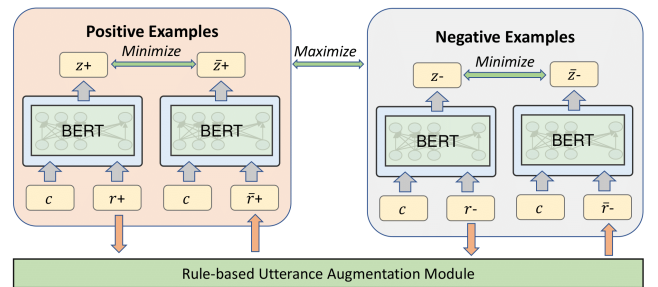 Positive Examples
Minimize
z+
z̄+
BERT
BERT
c
r+
c
r̄+
Maximize
Negative Examples
Minimize
z-
z̄-
BERT
BERT
c
r-
c
r̄-
Rule-based Utterance Augmentation Module